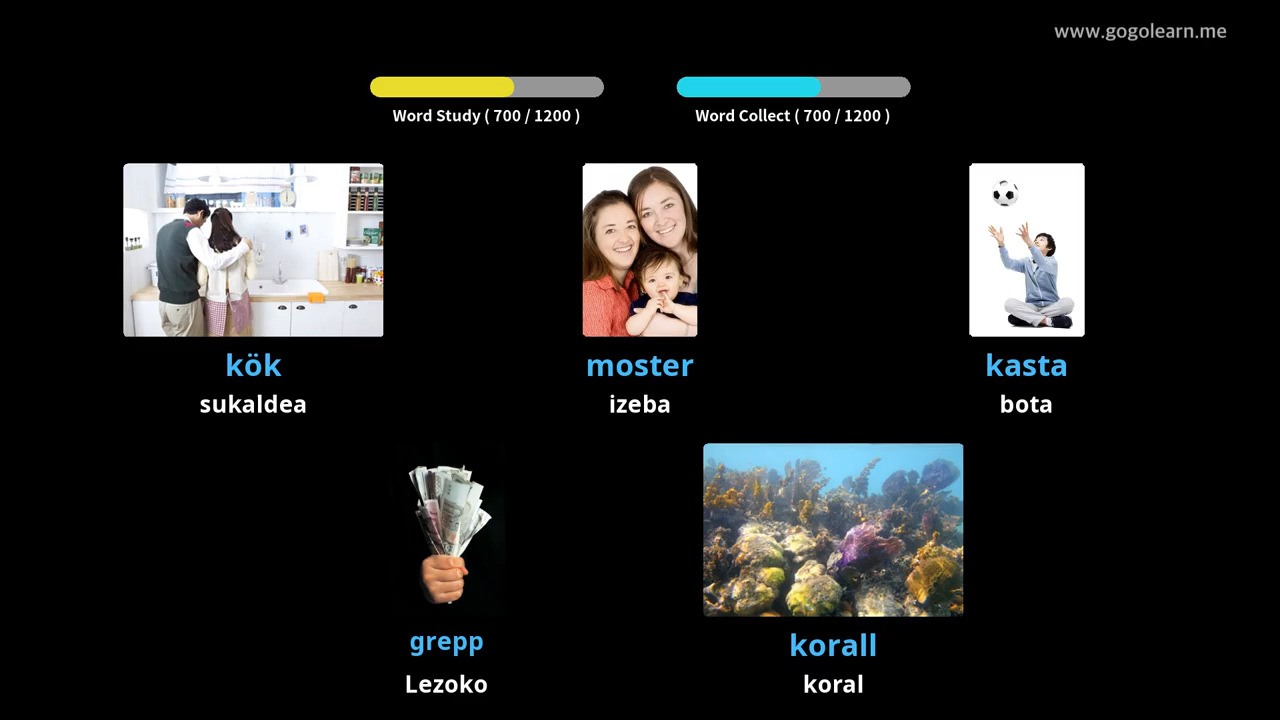 www.gogolearn.me
Word Study ( 700 / 1200 )
Word Collect ( 700 / 1200 )
kök
sukaldea
moster
izeba
kasta
bota
grepp
Lezoko
korall
koral